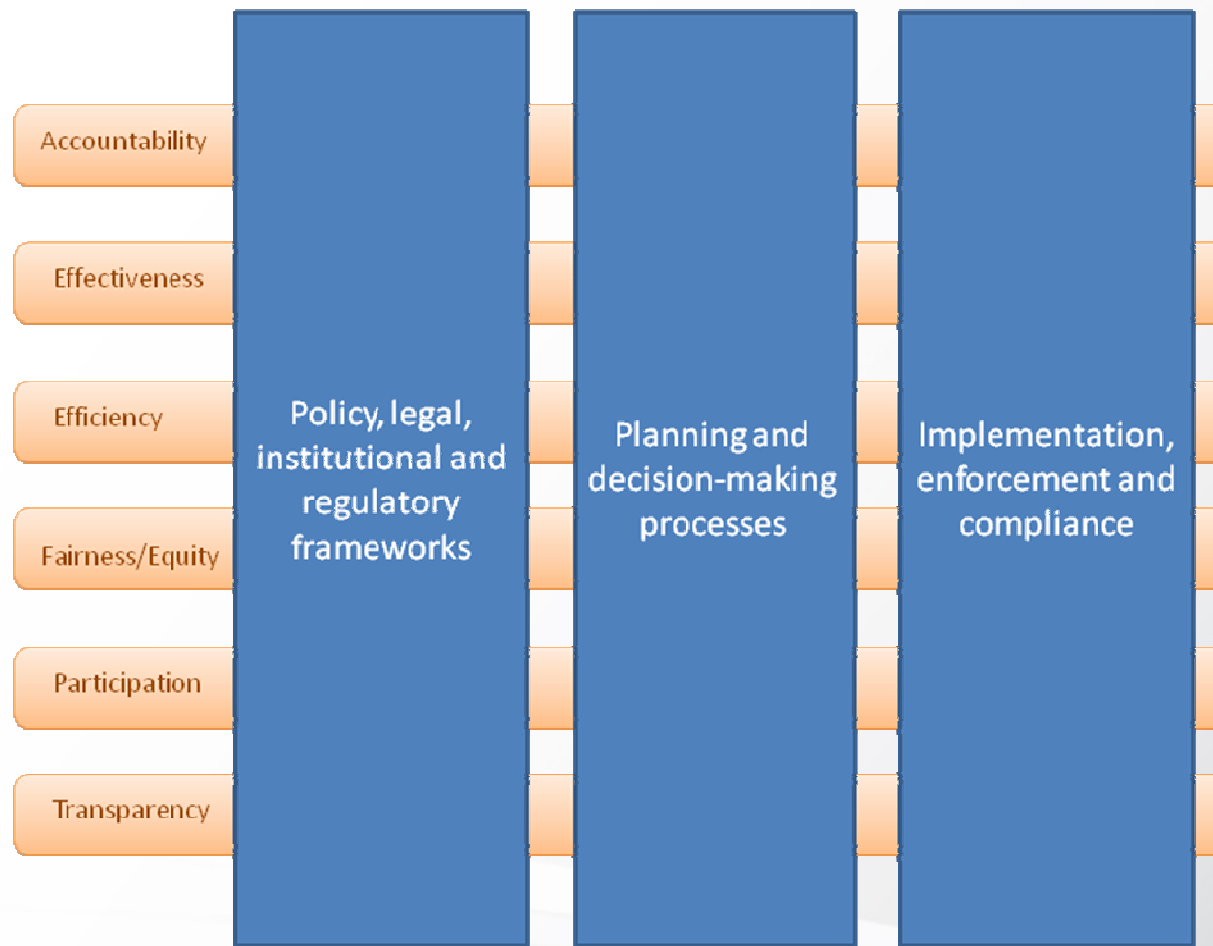 Accountability
Effectiveness
Efficiency
Fairness/Equity
Participation
Transparency
Policy, legal,
institutional and
regulatory
frameworks
Planning and
decision-making
processes
Implementation,
enforcement and
compliance